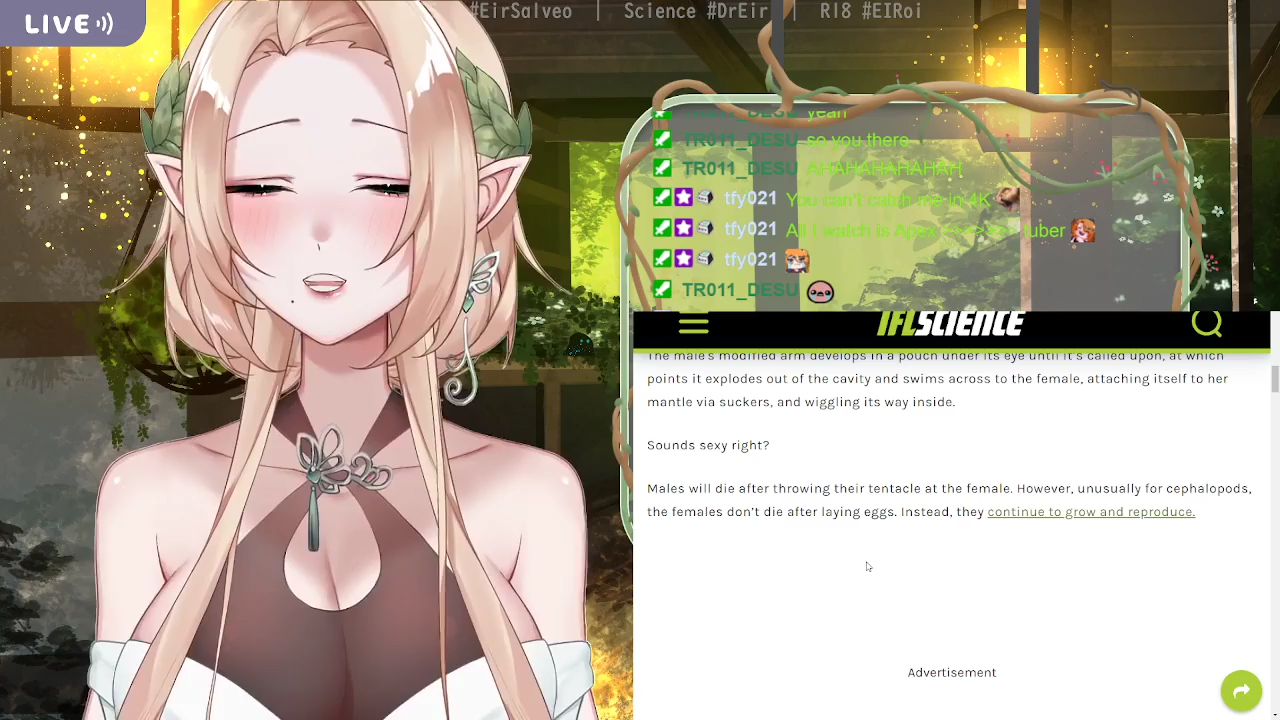 LIVE
#EirSalveo | Science #DrEir | R18 #EIRoi
TR011_DESU yeah
TR011_DESU so you there
TR011_DESU AHAHAHAHAHAH
tfy021 You can't catch me in 4K
tfy021 All I watch is Apex tuber
tfy021
TR011_DESU
IFLSCIENCE
The male's modified arm develops in a pouch under its eye until it's called upon, at which
points it explodes out of the cavity and swims across to the female, attaching itself to her
mantle via suckers, and wiggling its way inside.
Sounds sexy right?
Males will die after throwing their tentacle at the female. However, unusually for cephalopods,
the females don't die after laying eggs. Instead, they continue to grow and reproduce.
Advertisement